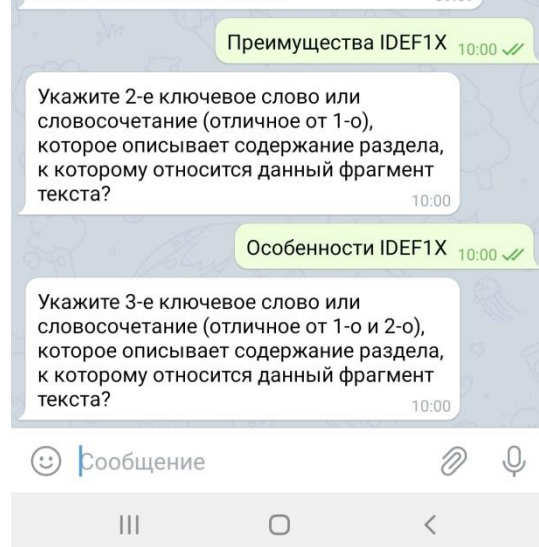 Преимущества IDEF1X 10:00
Укажите 2-е ключевое слово или
словосочетание (отличное от 1-о),
которое описывает содержание раздела,
к которому относится данный фрагмент
текста?
10:00
Особенности IDEF1X 10:00
Укажите 3-е ключевое слово или
словосочетание (отличное от 1-о и 2-о),
которое описывает содержание раздела,
к которому относится данный фрагмент
текста?
10:00
Сообщение